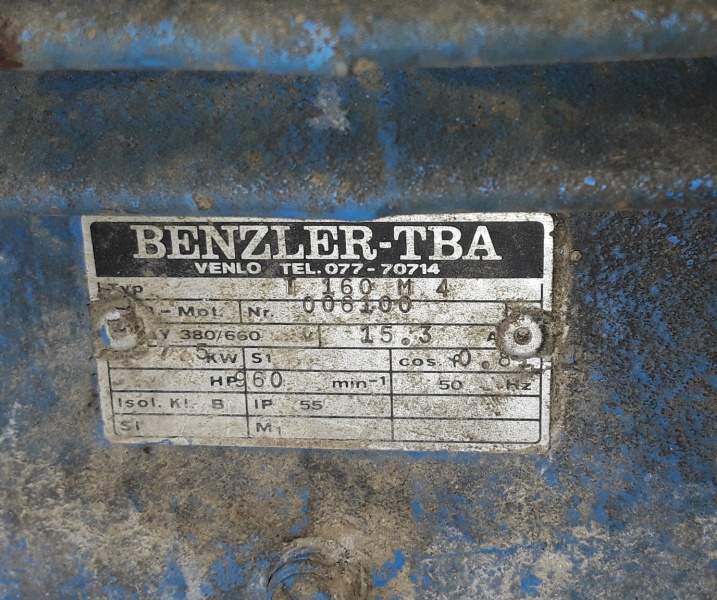 BENZLER-TBA
VENLO TEL. 077-70714
Typ 160 M 4
Mot. Nr. 006100
Y 380/660 V 15.3 A
KW S1 cos φ
HP 960 min-1 50 Hz
Isol. Kl. B IP 55
SI M